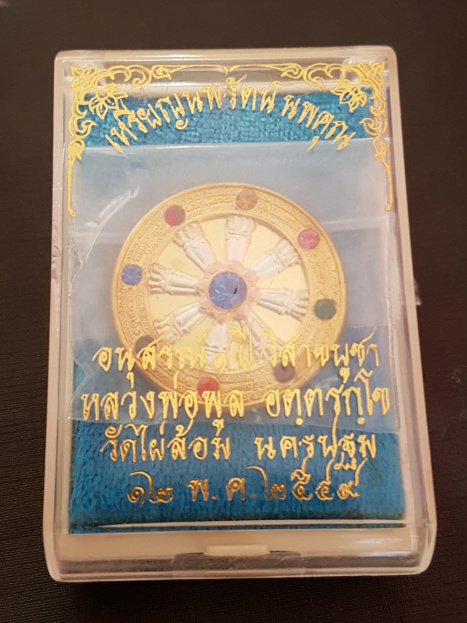 เหรียญนพรัตน์ นพคุณ
อนุสรณ์ ๑ ปี วิสาขบูชา
หลวงพ่อพูล อตฺตรกฺโข
วัดไผ่ล้อม นครปฐม
๑๒ พ.ค. ๒๕๔๙